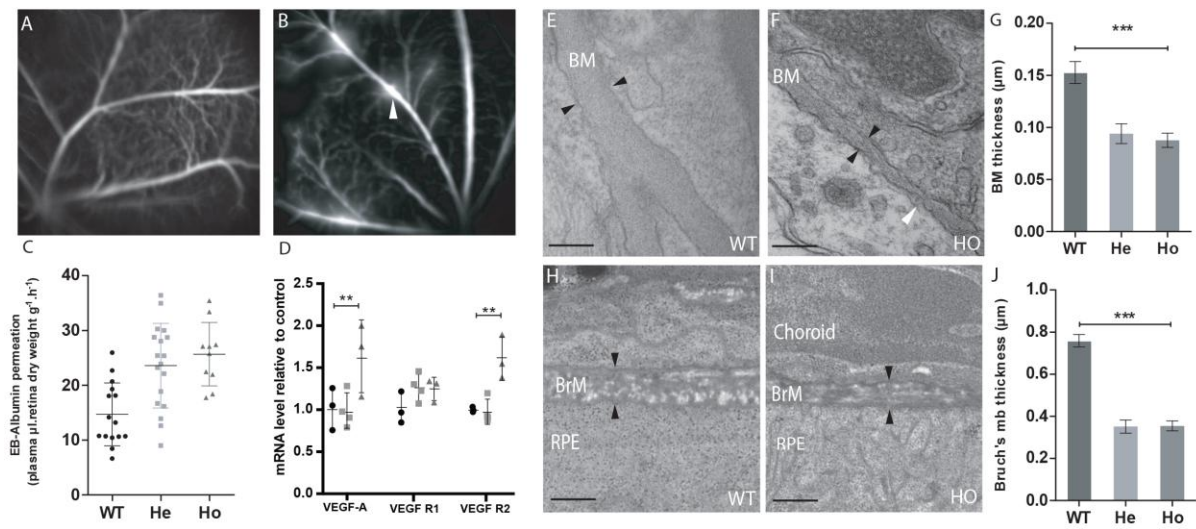 A
B
C
EB-Albumin permeation
(plasma µl.retina dry weight g-1.h-1)
40
30
20
10
0
WT He Ho
D
mRNA level relative to control
2.5
2.0
1.5
1.0
0.5
0.0
** **
VEGF-A VEGF R1 VEGF R2
E
BM
WT
F
BM
HO
G
BM thickness (µm)
0.20
0.15
0.10
0.05
0.00
***
WT He Ho
H
BrM
RPE
WT
I
Choroid
BrM
RPE
HO
J
Bruch's mb thickness (µm)
1.0
0.8
0.6
0.4
0.2
0.0
***
WT He Ho